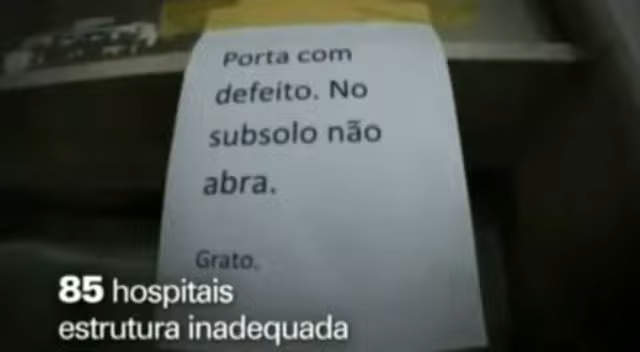 Porta com
defeito. No
subsolo não
abra.
Grato.
85 hospitais
estrutura inadequada